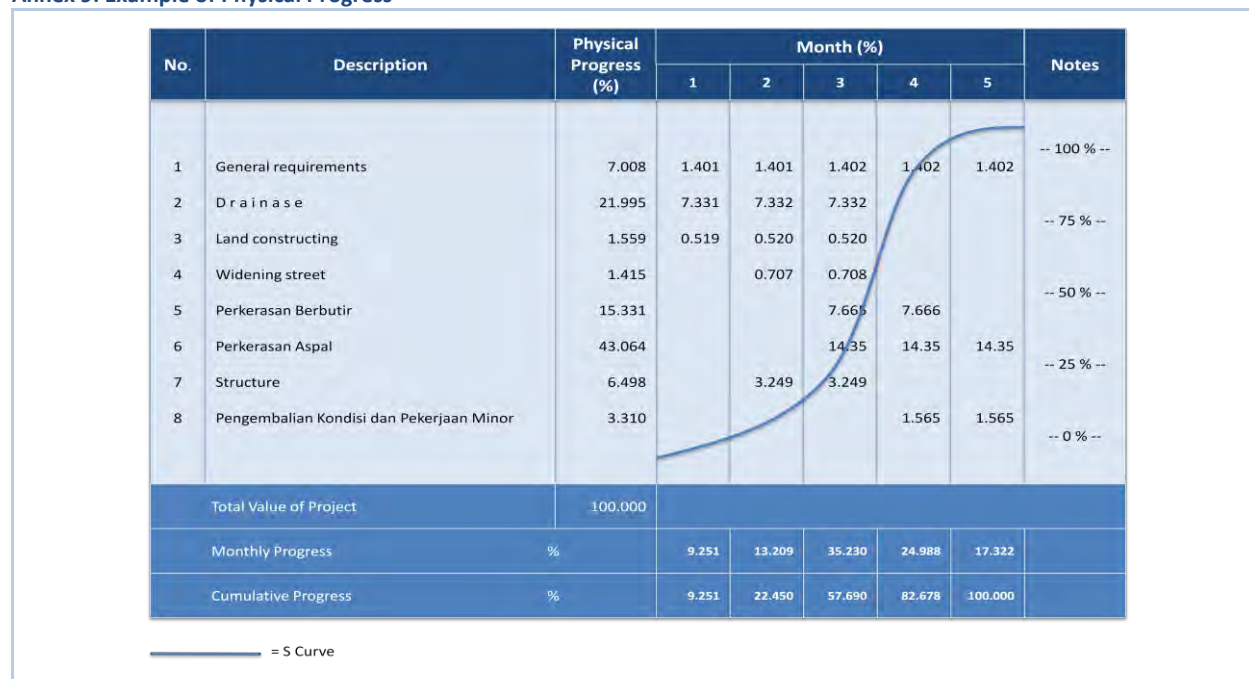 Annex 9: Example of Physical Progress
No. Description Physical Progress (%) Month (%) Notes
1 2 3 4 5
-- 100 % --
1 General requirements 7.008 1.401 1.401 1.402 1.402 1.402
2 D r a i n a s e 21.995 7.331 7.332 7.332
-- 75 % --
3 Land constructing 1.559 0.519 0.520 0.520
4 Widening street 1.415 0.707 0.708
-- 50 % --
5 Perkerasan Berbutir 15.331 7.665 7.666
6 Perkerasan Aspal 43.064 14.35 14.35 14.35
-- 25 % --
7 Structure 6.498 3.249 3.249
8 Pengembalian Kondisi dan Pekerjaan Minor 3.310 1.565 1.565
-- 0 % --
Total Value of Project 100.000
Monthly Progress % 9.251 13.209 35.230 24.988 17.322
Cumulative Progress % 9.251 22.450 57.690 82.678 100.000
= S Curve